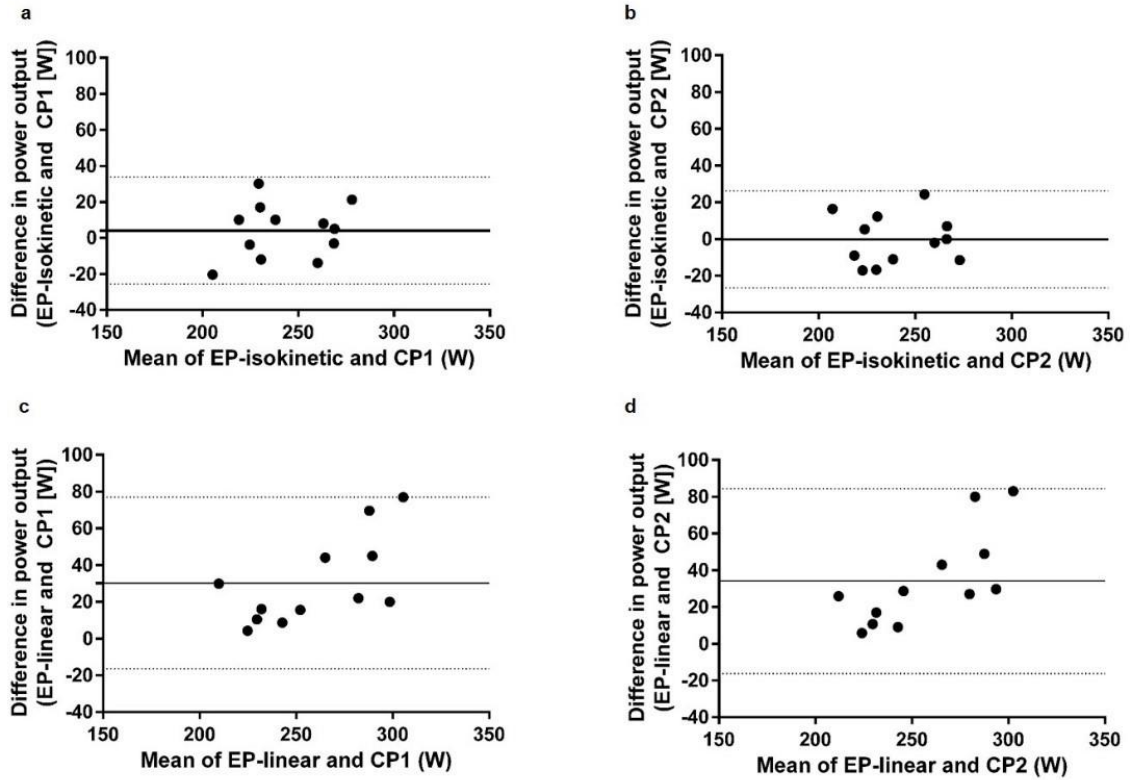 a
Difference in power output
(EP-isokinetic and CP1 [W])
100
80
60
40
20
0
-20
-40
150 200 250 300 350
Mean of EP-isokinetic and CP1 (W)
b
Difference in power output
(EP-isokinetic and CP2 [W])
100
80
60
40
20
0
-20
-40
150 200 250 300 350
Mean of EP-isokinetic and CP2 (W)
c
Difference in power output
(EP-linear and CP1 [W])
100
80
60
40
20
0
-20
-40
150 200 250 300 350
Mean of EP-linear and CP1 (W)
d
Difference in power output
(EP-linear and CP2 [W])
100
80
60
40
20
0
-20
-40
150 200 250 300 350
Mean of EP-linear and CP2 (W)